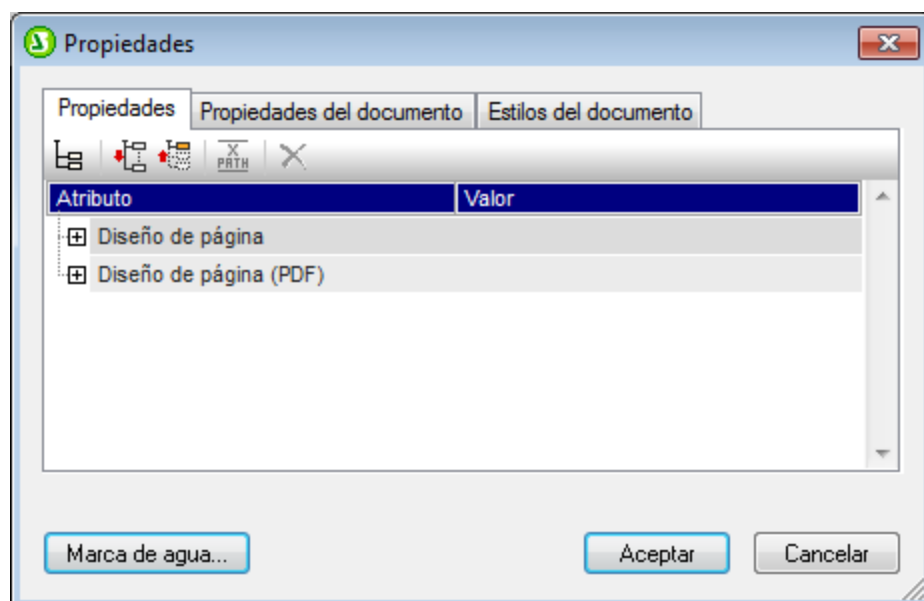 Propiedades
Propiedades Propiedades del documento Estilos del documento
X PATH
Atributo Valor
Diseño de página
Diseño de página (PDF)
Marca de agua... Aceptar Cancelar